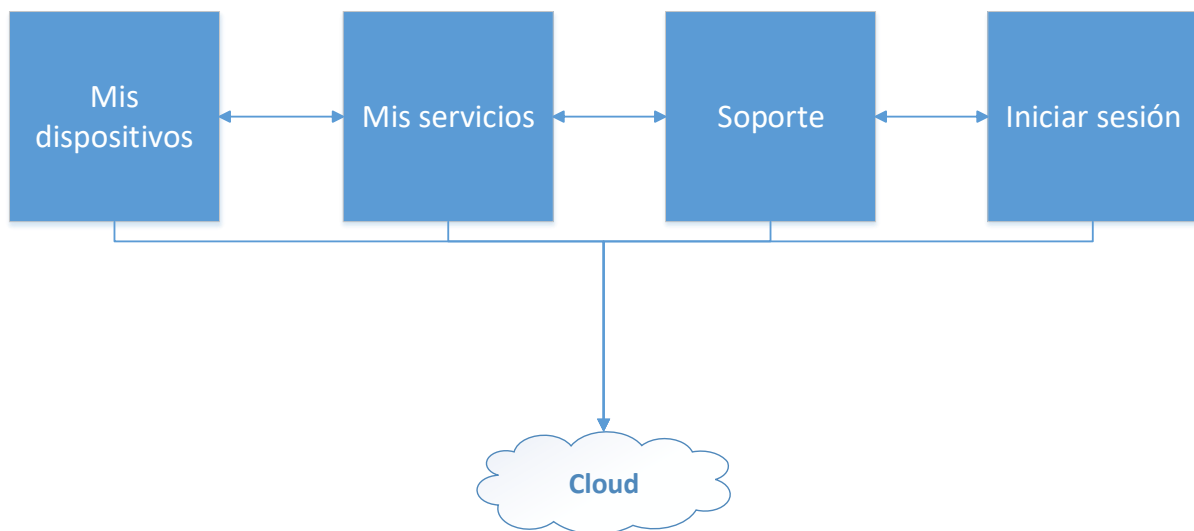 Mis
dispositivos
Mis servicios
Soporte
Iniciar sesión
Cloud